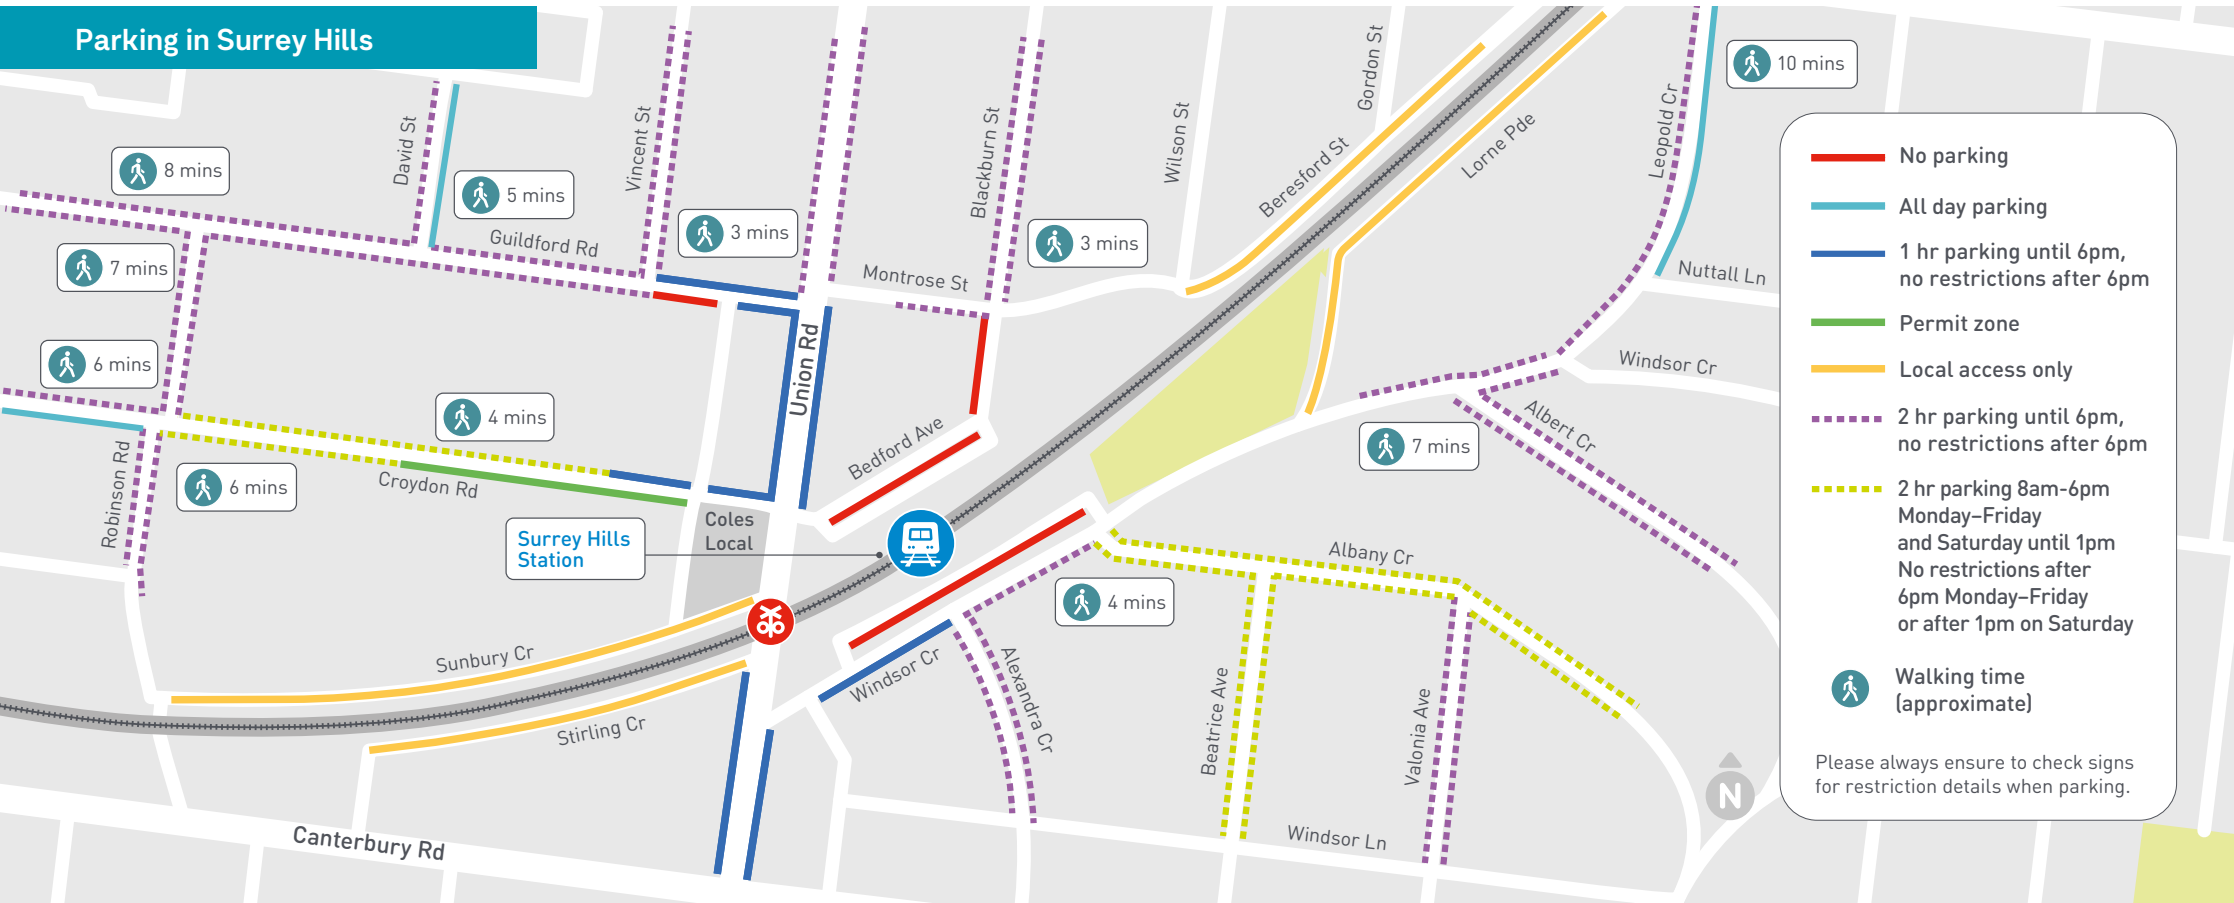 Parking in Surrey Hills
10 mins
Gordon St
Leopold Cr
David St
Vincent St
Blackburn St
Wilson St
Beresford St
Lorne Pde
8 mins
5 mins
3 mins
3 mins
Guildford Rd
7 mins
Montrose St
Nuttall Ln
6 mins
Union Rd
Windsor Cr
4 mins
Albert Cr
Bedford Ave
7 mins
Robinson Rd
6 mins
Croydon Rd
Coles
Local
Surrey Hills
Station
Albany Cr
4 mins
Sunbury Cr
Windsor Cr
Alexandra Cr
Beatrice Ave
Valonia Ave
Stirling Cr
N
Canterbury Rd
Windsor Ln
No parking
All day parking
1 hr parking until 6pm,
no restrictions after 6pm
Permit zone
Local access only
2 hr parking until 6pm,
no restrictions after 6pm
2 hr parking 8am-6pm
Monday–Friday
and Saturday until 1pm
No restrictions after
6pm Monday–Friday
or after 1pm on Saturday
Walking time
(approximate)
Please always ensure to check signs
for restriction details when parking.